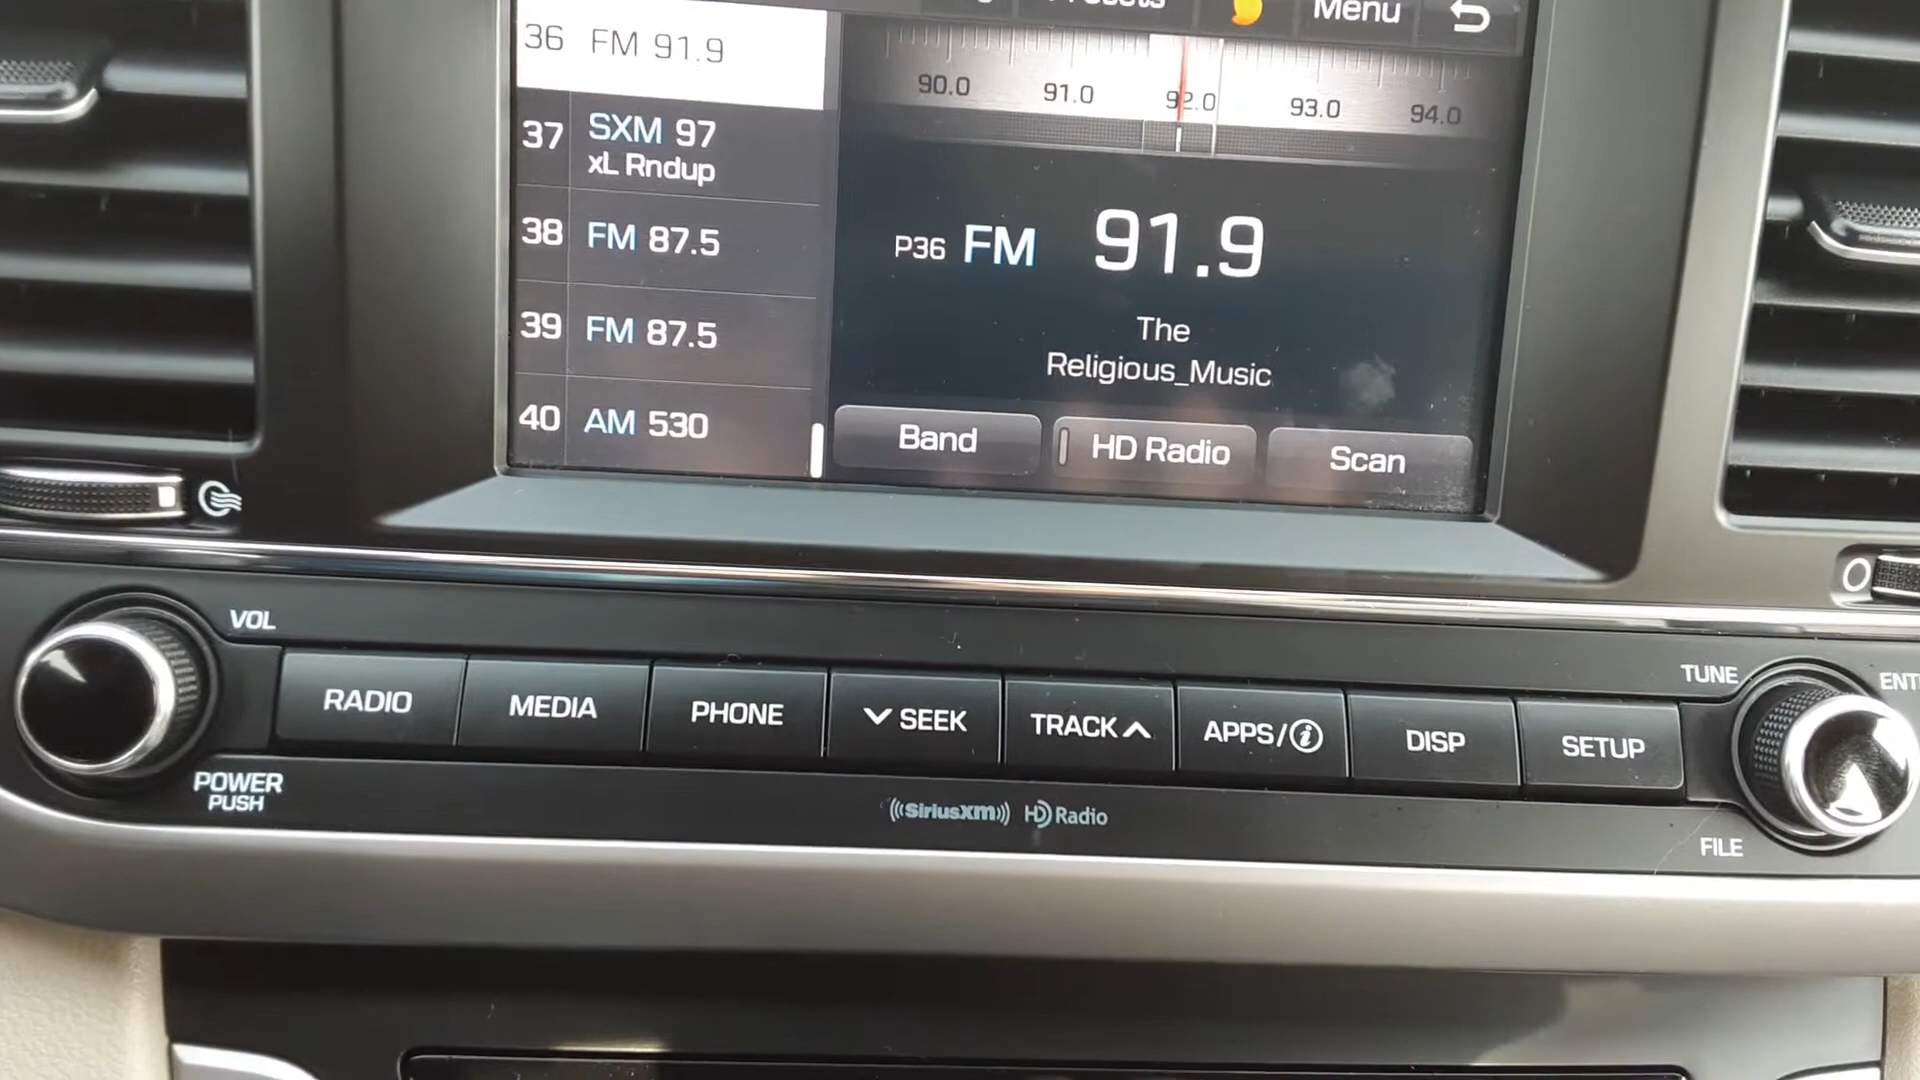 Menu
36 FM 91.9
37 SXM 97
xL Rndup
38 FM 87.5
39 FM 87.5
40 AM 530
90.0 91.0 92.0 93.0 94.0
P36 FM 91.9
The
Religious_Music
Band HD Radio Scan
VOL
POWER
PUSH
RADIO MEDIA PHONE SEEK TRACK APPS/i DISP SETUP
TUNE
FILE
SiriusXM HD Radio